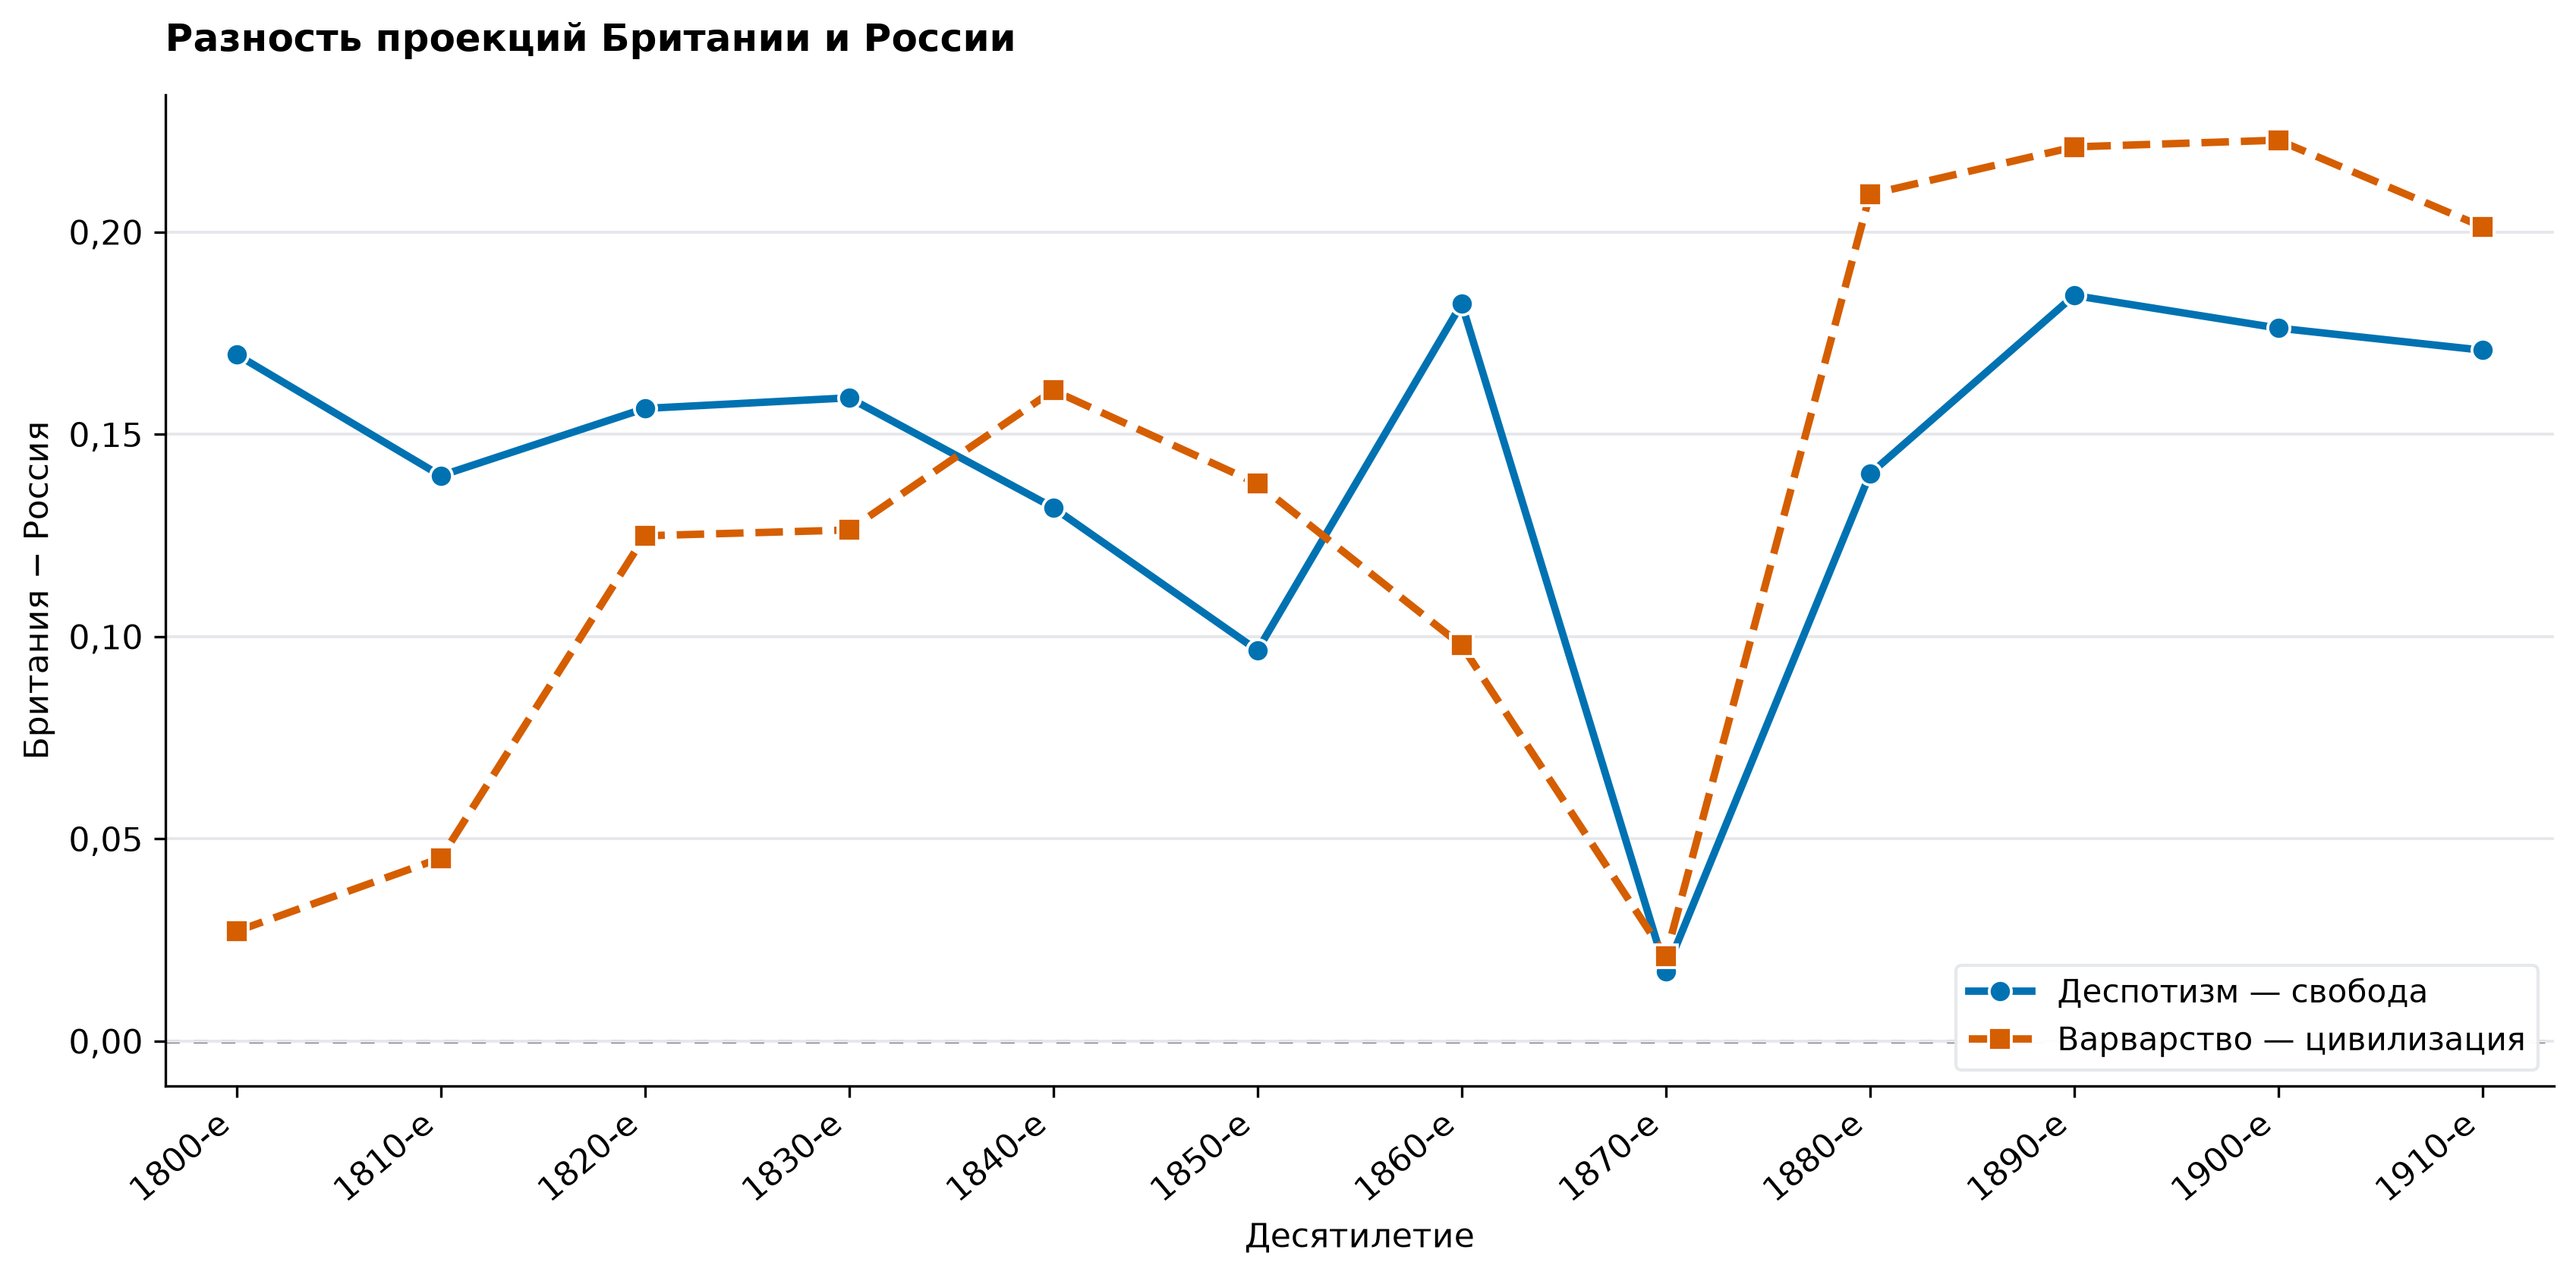 Разность проекций Британии и России
Британия — Россия
0,20
0,15
0,10
0,05
0,00
Деспотизм — свобода
Варварство — цивилизация
1800-е
1810-е
1820-е
1830-е
1840-е
1850-е
1860-е
1870-е
1880-е
1890-е
1900-е
1910-е
Десятилетие